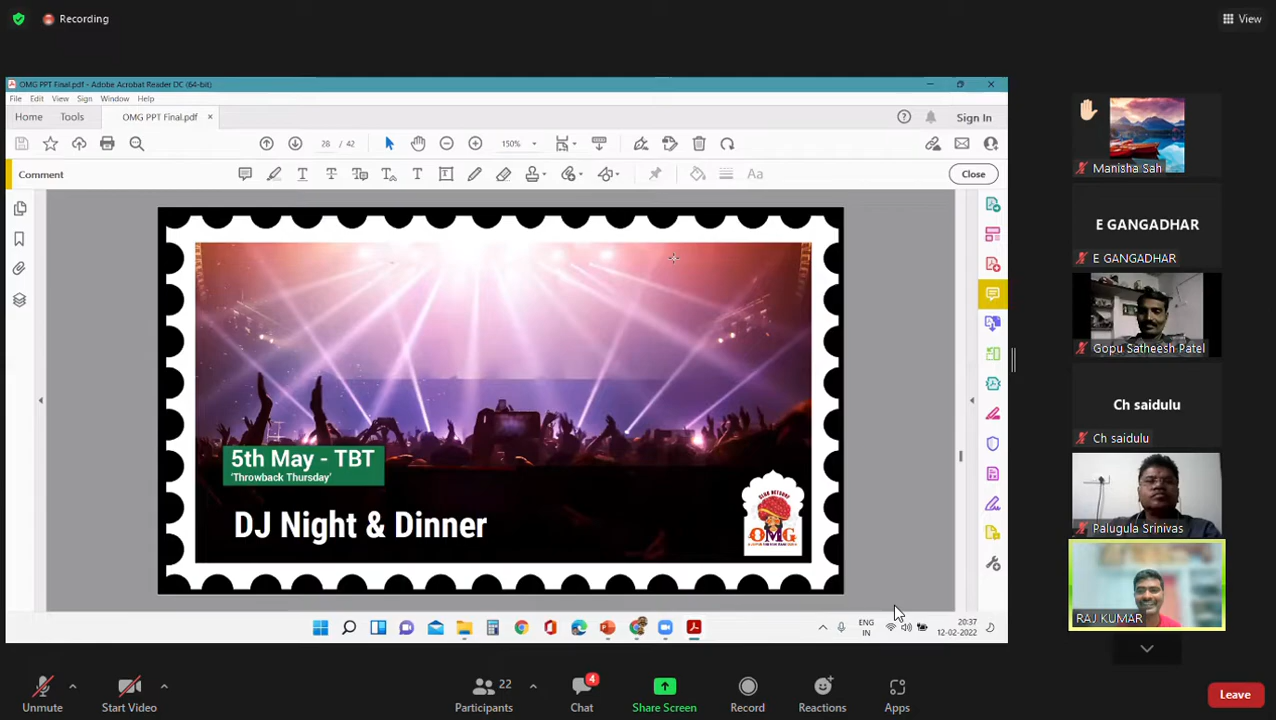 Recording
View
OMG PPT Final.pdf - Adobe Acrobat Reader DC (64-bit)
File Edit View Sign Window Help
Home Tools OMG PPT Final.pdf × Sign In
28 / 42 150%
Comment Aa Close
5th May - TBT
'Throwback Thursday'
DJ Night & Dinner
OMG
ENG
IN
20:37
12-02-2022
Manisha Sah
E GANGADHAR
E GANGADHAR
Gopu Satheesh Patel
Ch saidulu
Ch saidulu
Palugula Srinivas
RAJ KUMAR
Unmute Start Video 22 Participants 4 Chat Share Screen Record Reactions Apps Leave